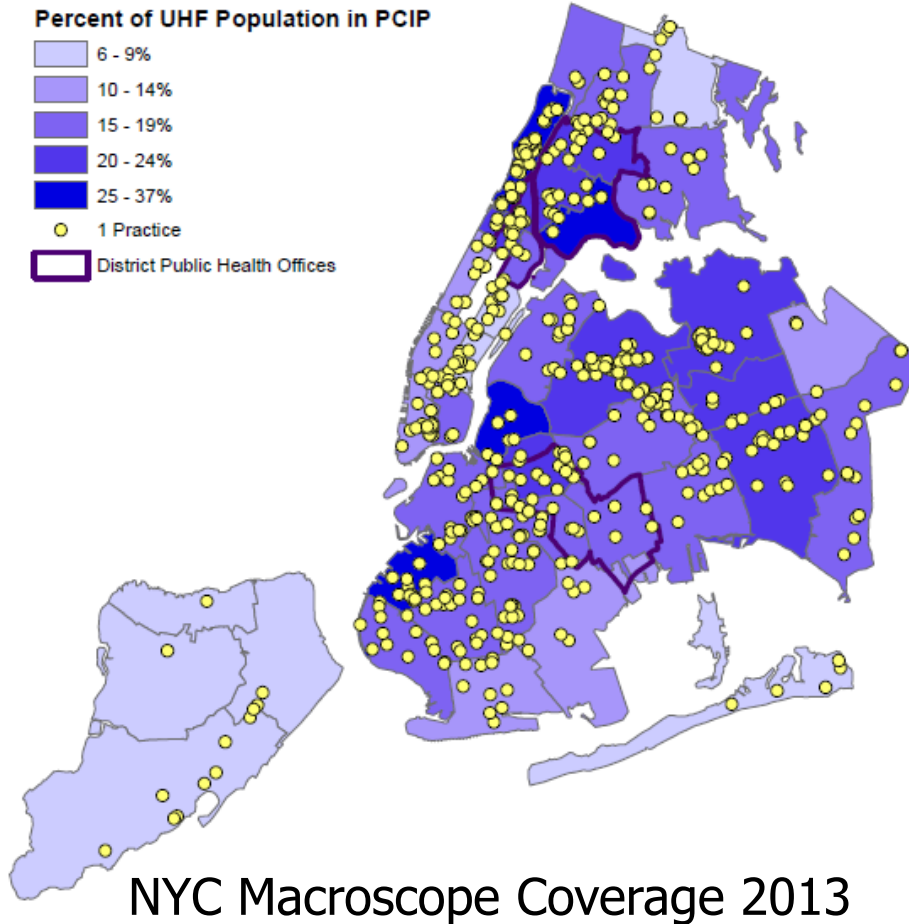 Percent of UHF Population in PCIP
6 - 9%
10 - 14%
15 - 19%
20 - 24%
25 - 37%
1 Practice
District Public Health Offices
NYC Macroscope Coverage 2013